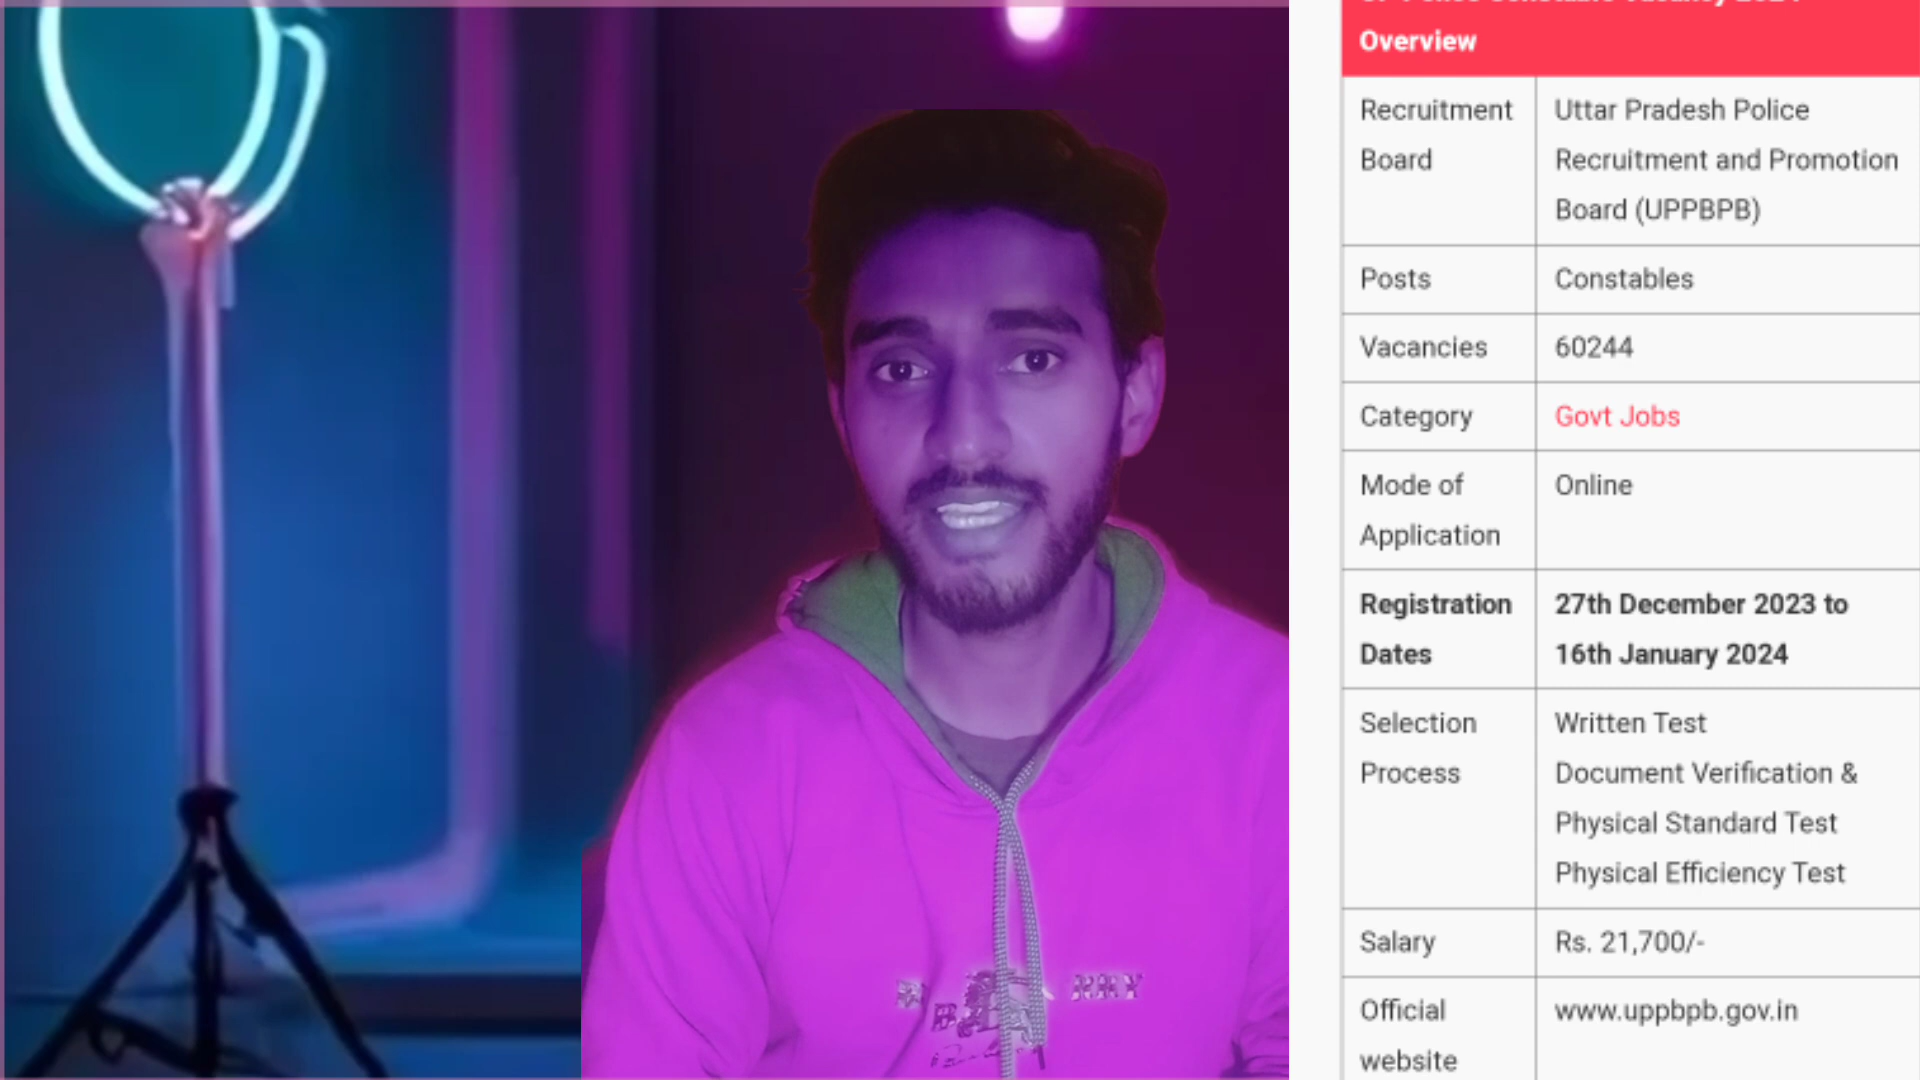 Overview
Recruitment Board
Uttar Pradesh Police
Recruitment and Promotion
Board (UPPBPB)
Posts
Constables
Vacancies
60244
Category
Govt Jobs
Mode of
Application
Online
Registration
Dates
27th December 2023 to
16th January 2024
Selection
Process
Written Test
Document Verification &
Physical Standard Test
Physical Efficiency Test
Salary
Rs. 21,700/-
Official
website
www.uppbpb.gov.in